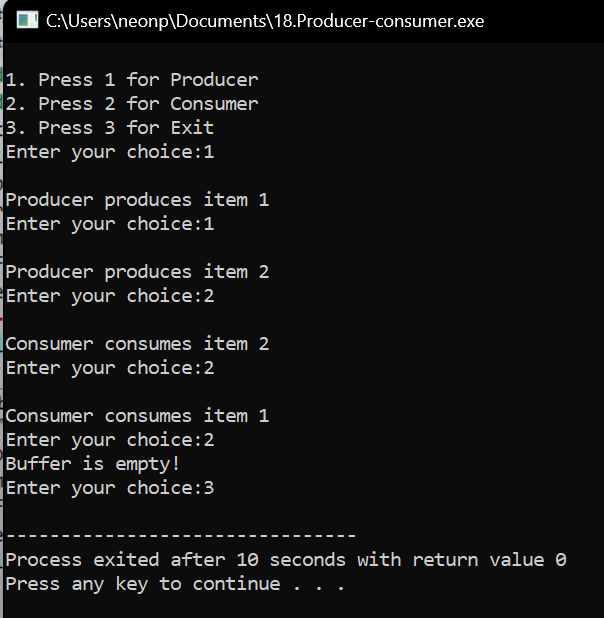 C:\Users\neonp\Documents\18.Producer-consumer.exe
1. Press 1 for Producer
2. Press 2 for Consumer
3. Press 3 for Exit
Enter your choice:1
Producer produces item 1
Enter your choice:1
Producer produces item 2
Enter your choice:2
Consumer consumes item 2
Enter your choice:2
Consumer consumes item 1
Enter your choice:2
Buffer is empty!
Enter your choice:3
--------------------------------
Process exited after 10 seconds with return value 0
Press any key to continue . . .